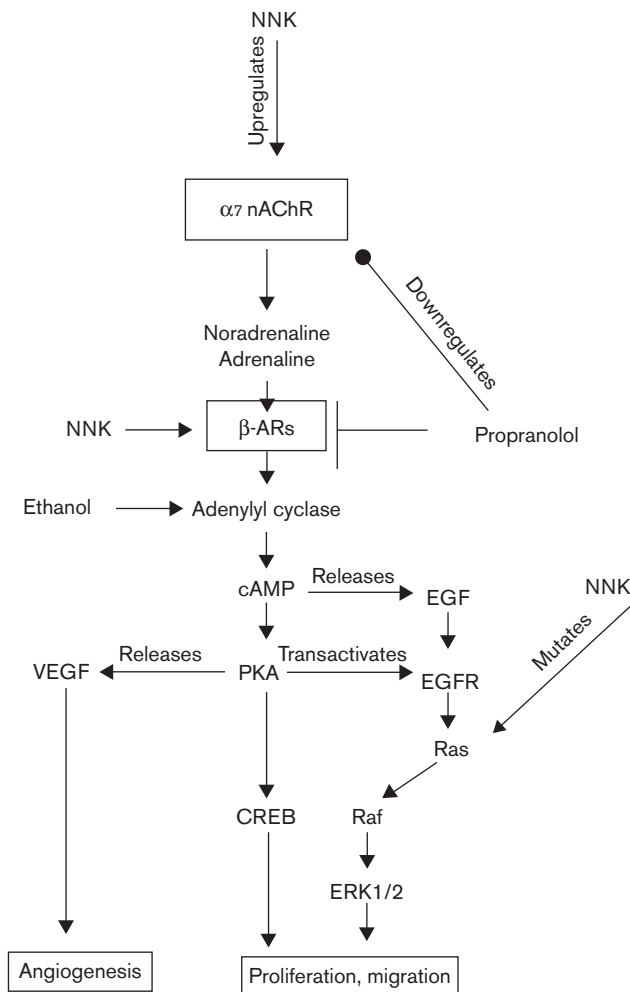 NNK
Upregulates
α7 nAChR
Downregulates
Noradrenaline
Adrenaline
NNK
β-ARs
Propranolol
Ethanol
Adenylyl cyclase
cAMP
Releases
EGF
NNK
Mutates
VEGF
Releases
PKA
Transactivates
EGFR
Ras
CREB
Raf
ERK1/2
Angiogenesis
Proliferation, migration